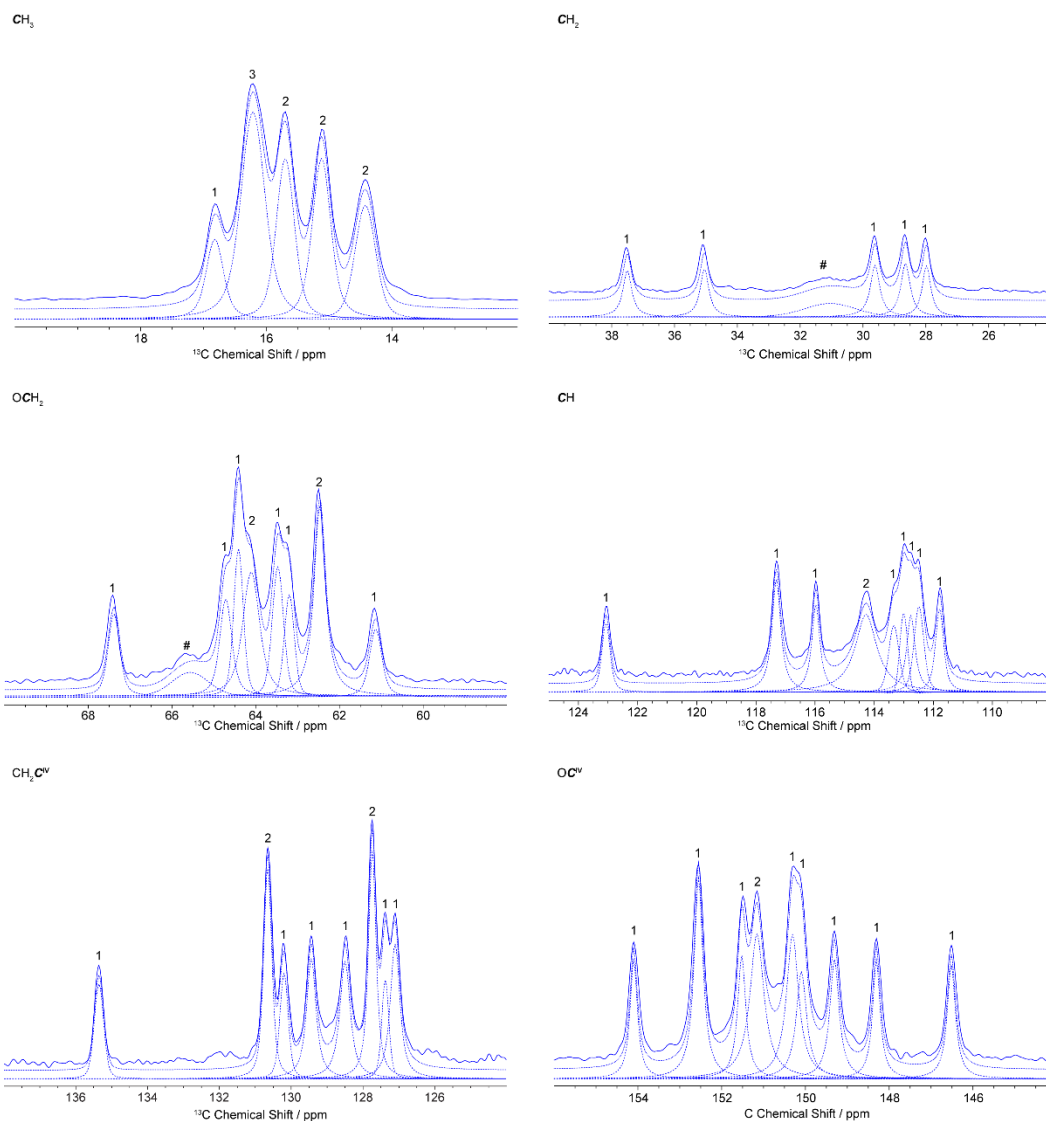 CH₃
3
2
2
2
1
18 16 14
¹³C Chemical Shift / ppm
CH₂
1 1 # 1 1 1
38 36 34 32 30 28 26
¹³C Chemical Shift / ppm
OCH₂
1 # 1 1 2 1 1 2 1
68 66 64 62 60
¹³C Chemical Shift / ppm
CH
1 1 1 2 1 1 1 1 1
124 122 120 118 116 114 112 110
¹³C Chemical Shift / ppm
CH₂Cᴵⱽ
1 2 1 1 1 2 1 1
136 134 132 130 128 126
¹³C Chemical Shift / ppm
OCᴵⱽ
1 1 1 2 1 1 1 1 1
154 152 150 148 146
C Chemical Shift / ppm